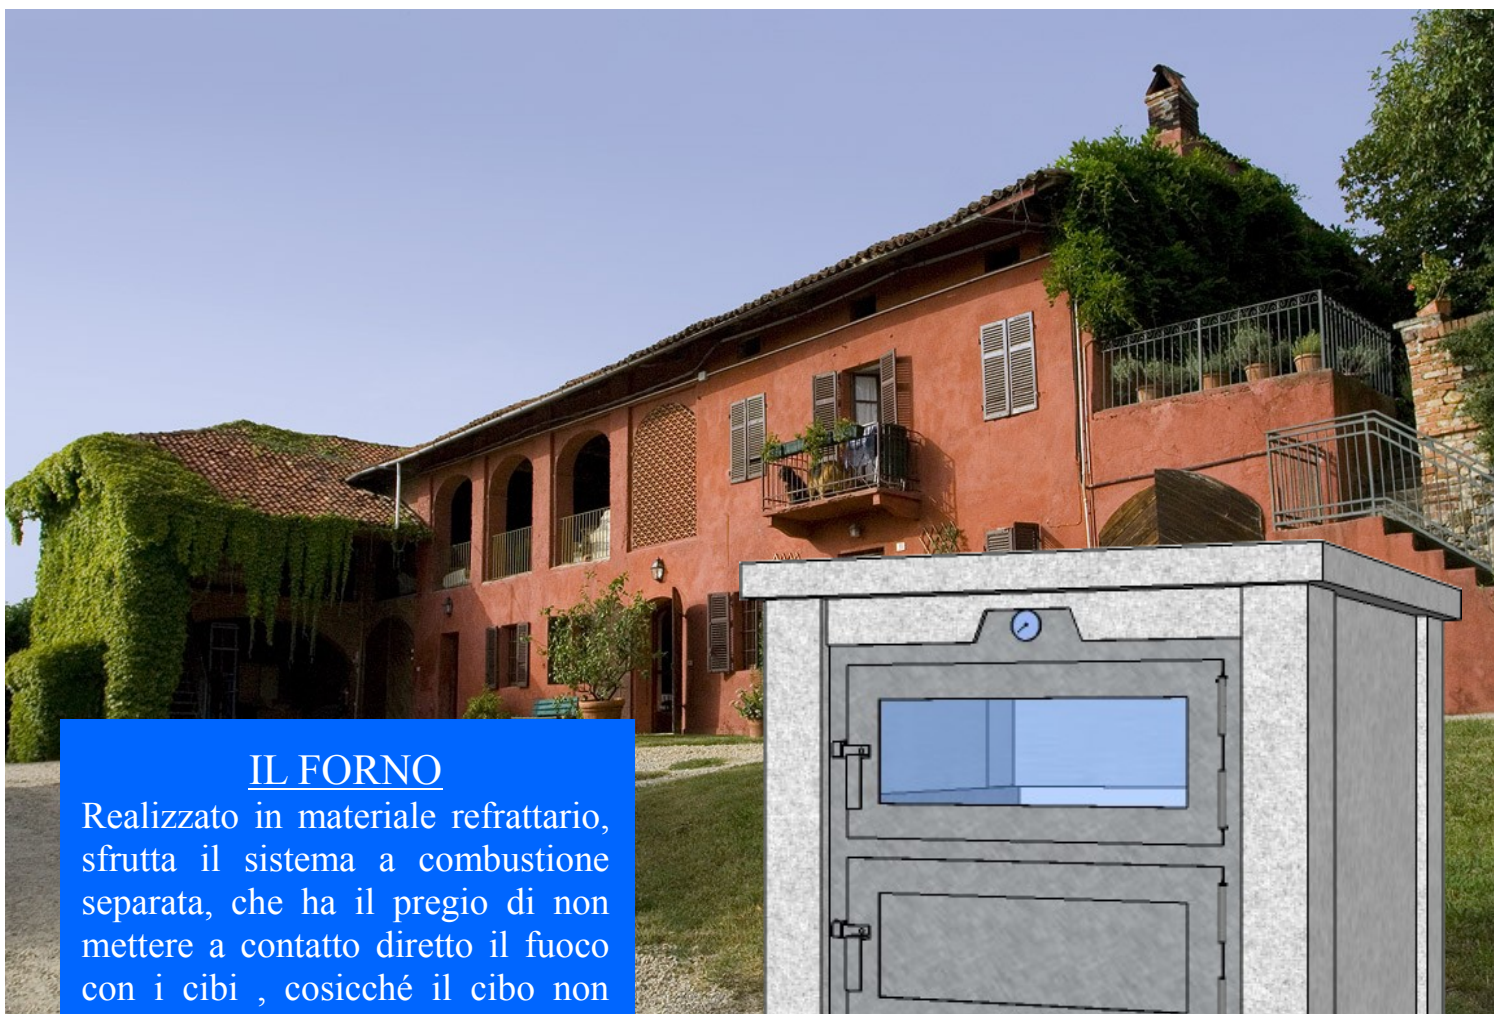 IL FORNO
Realizzato in materiale refrattario,
sfrutta il sistema a combustione
separata, che ha il pregio di non
mettere a contatto diretto il fuoco
con i cibi , cosicché il cibo non